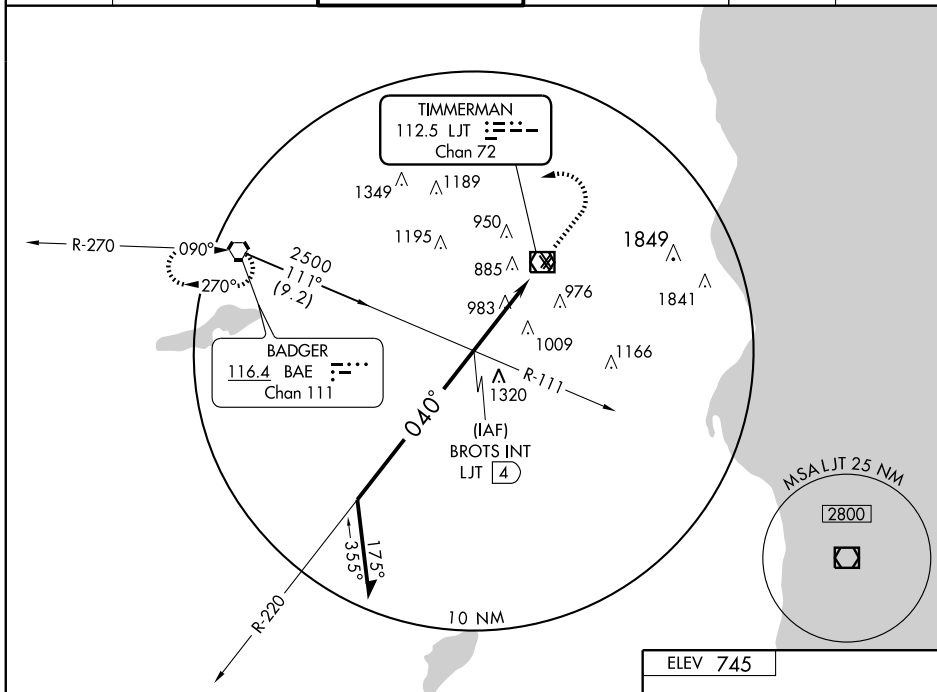 TIMMERMAN
112.5 LJT
Chan 72
1349
1189
950
1195
885
1849
1841
983
976
1009
1166
1320
R-270
090°
270°
2500
111°
(9.2)
BADGER
116.4 BAE
Chan 111
R-111
040°
(IAF)
BROTS INT
LJT 4
175°
355°
R-220
10 NM
MSA LJT 25 NM
2800
ELEV 745